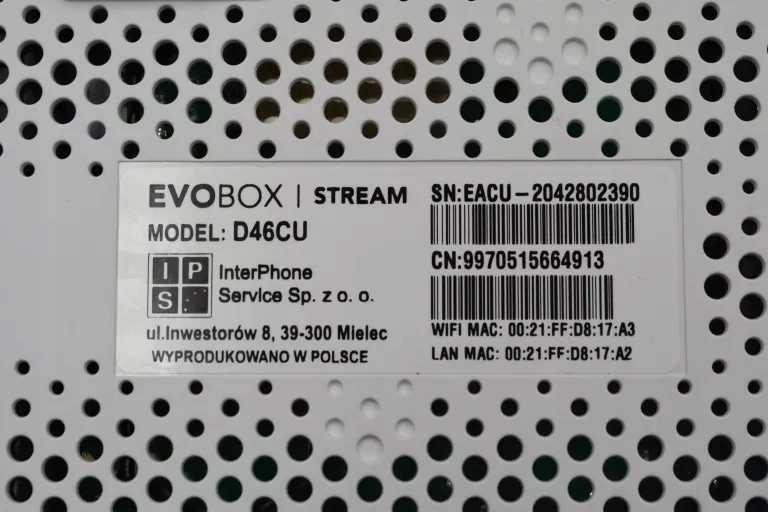 EVOBOX | STREAM
MODEL: D46CU
IPS
InterPhone
Service Sp. z o. o.
ul.Inwestorów 8, 39-300 Mielec
WYPRODUKOWANO W POLSCE
SN:EACU-2042802390
CN:9970515664913
WIFI MAC: 00:21:FF:D8:17:A3
LAN MAC: 00:21:FF:D8:17:A2